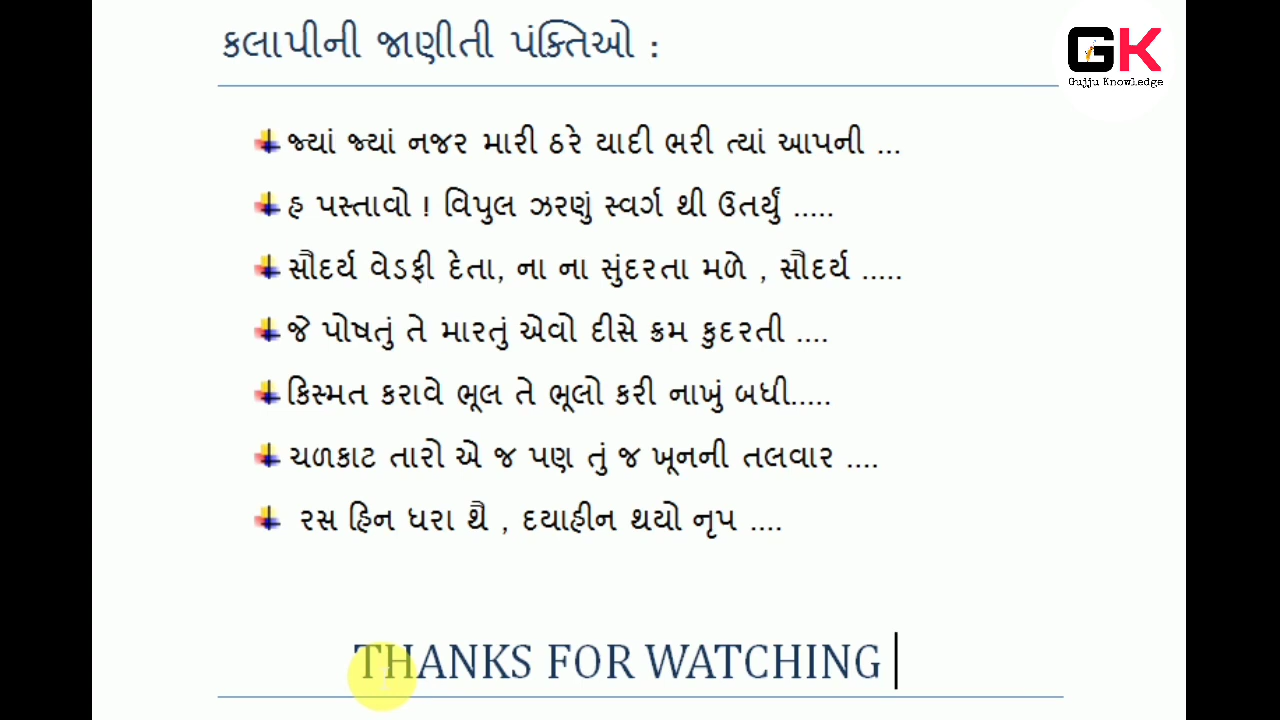 કલાપીની જાણીતી પંક્તિઓ :
GK
Gujju Knowledge
જ્યાં જ્યાં નજર મારી ઠરે યાદી ભરી ત્યાં આપની ...
હ પસ્તાવો ! વિપુલ ઝરણું સ્વર્ગ થી ઉતર્યું .....
સૌદર્ય વેડફી દેતા, ના ના સુંદરતા મળે , સૌદર્ય .....
જે પોષતું તે મારતું એવો દીસે ક્રમ કુદરતી ....
કિસ્મત કરાવે ભૂલ તે ભૂલો કરી નાખું બધી.....
ચળકાટ તારો એ જ પણ તું જ ખૂનની તલવાર ....
રસ હિન ધરા થૈ , દયાહીન થયો નૃપ ....
THANKS FOR WATCHING